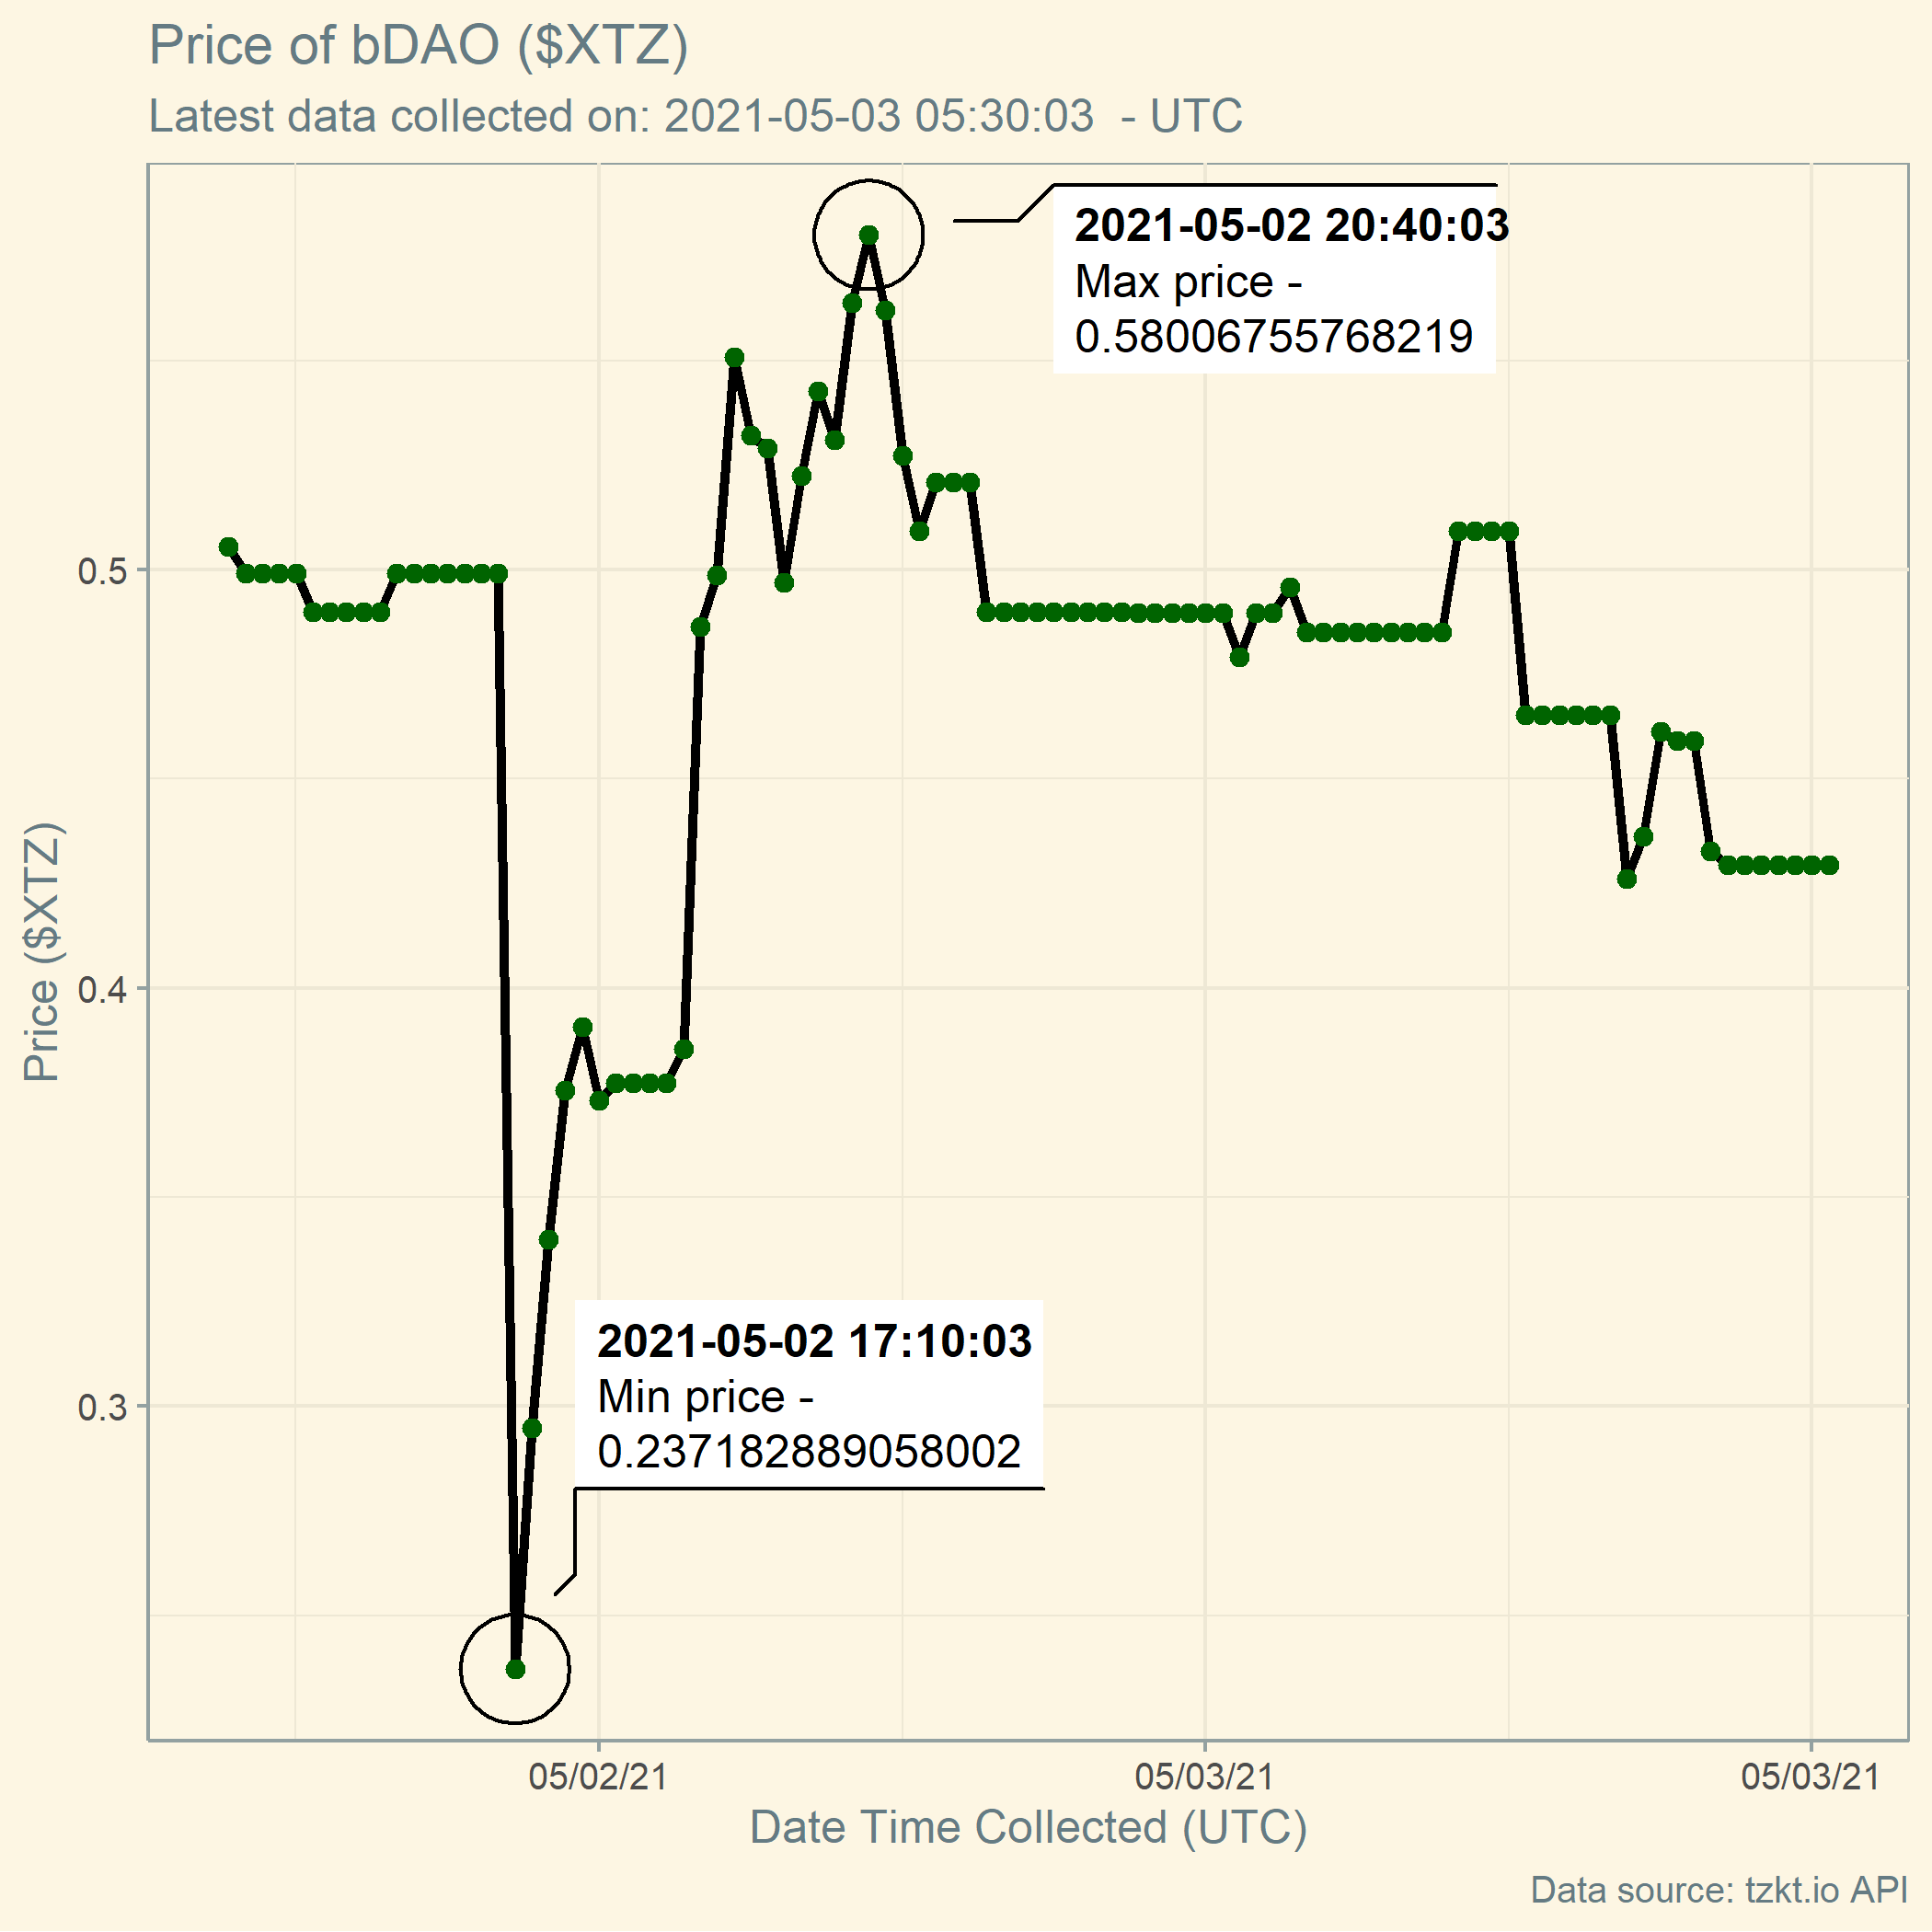 Price of bDAO ($XTZ)
Latest data collected on: 2021-05-03 05:30:03  - UTC
2021-05-02 20:40:03
Max price -
0.58006755768219
0.5
0.4
0.3
Price ($XTZ)
2021-05-02 17:10:03
Min price -
0.237182889058002
05/02/21
05/03/21
05/03/21
Date Time Collected (UTC)
Data source: tzkt.io API